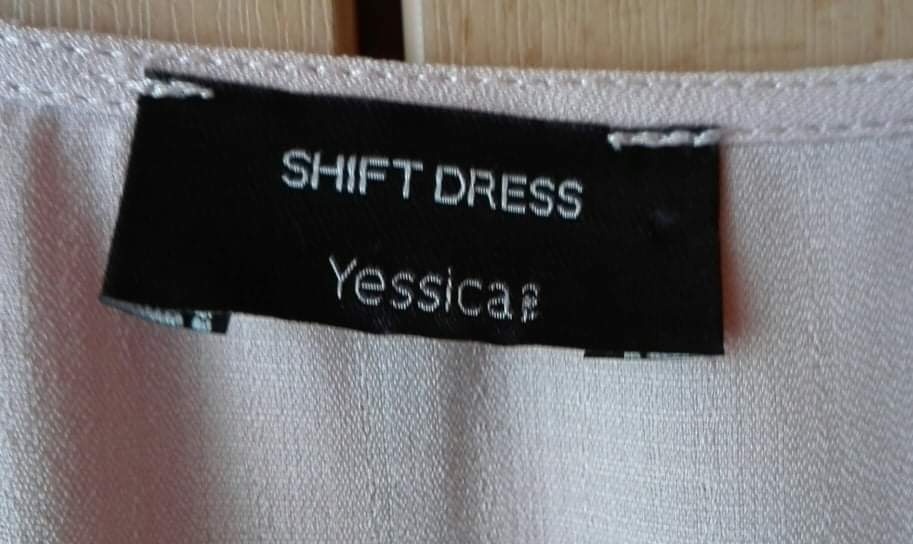 SHIFT DRESS
Yessica